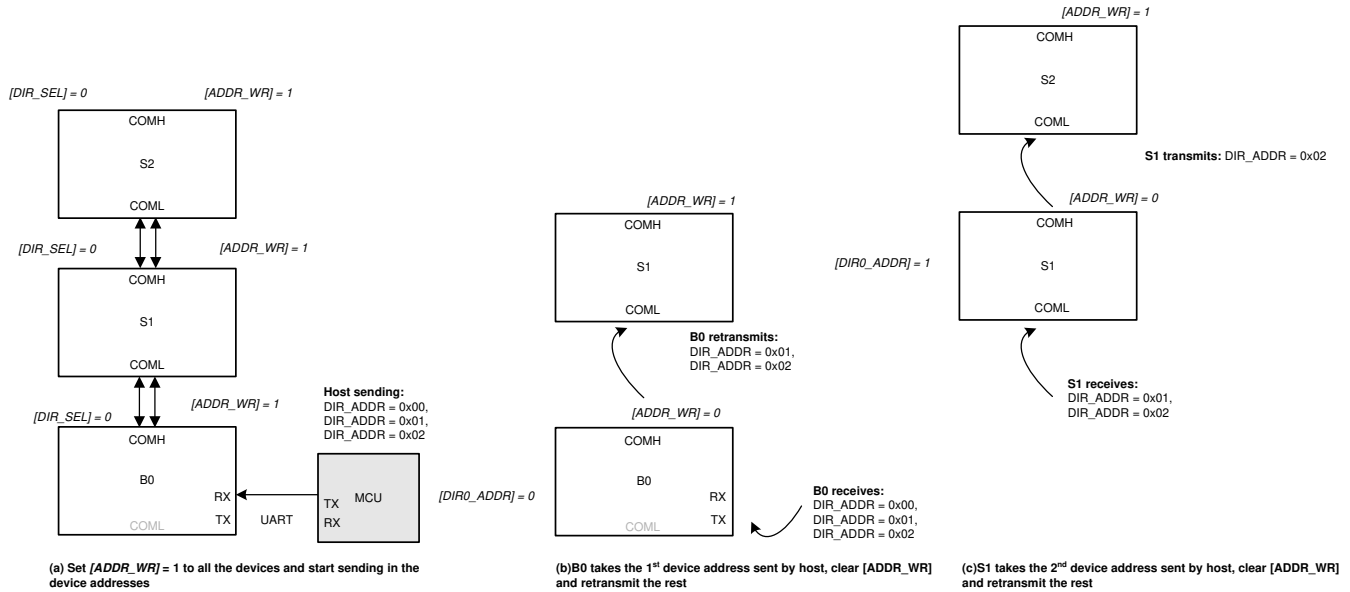 [DIR_SEL] = 0
[ADDR_WR] = 1
COMH
S2
COML
[DIR_SEL] = 0
[ADDR_WR] = 1
COMH
S1
COML
[DIR_SEL] = 0
[ADDR_WR] = 1
COMH
B0
RX
TX
COML
UART
Host sending:
DIR_ADDR = 0x00,
DIR_ADDR = 0x01,
DIR_ADDR = 0x02
TX
RX
MCU
(a) Set [ADDR_WR] = 1 to all the devices and start sending in the
device addresses
[ADDR_WR] = 1
COMH
S1
COML
B0 retransmits:
DIR_ADDR = 0x01,
DIR_ADDR = 0x02
[ADDR_WR] = 0
[DIR0_ADDR] = 0
COMH
B0
RX
TX
COML
B0 receives:
DIR_ADDR = 0x00,
DIR_ADDR = 0x01,
DIR_ADDR = 0x02
(b)B0 takes the 1st device address sent by host, clear [ADDR_WR]
and retransmit the rest
[ADDR_WR] = 1
COMH
S2
COML
S1 transmits: DIR_ADDR = 0x02
[ADDR_WR] = 0
[DIR0_ADDR] = 1
COMH
S1
COML
S1 receives:
DIR_ADDR = 0x01,
DIR_ADDR = 0x02
(c)S1 takes the 2nd device address sent by host, clear [ADDR_WR]
and retransmit the rest